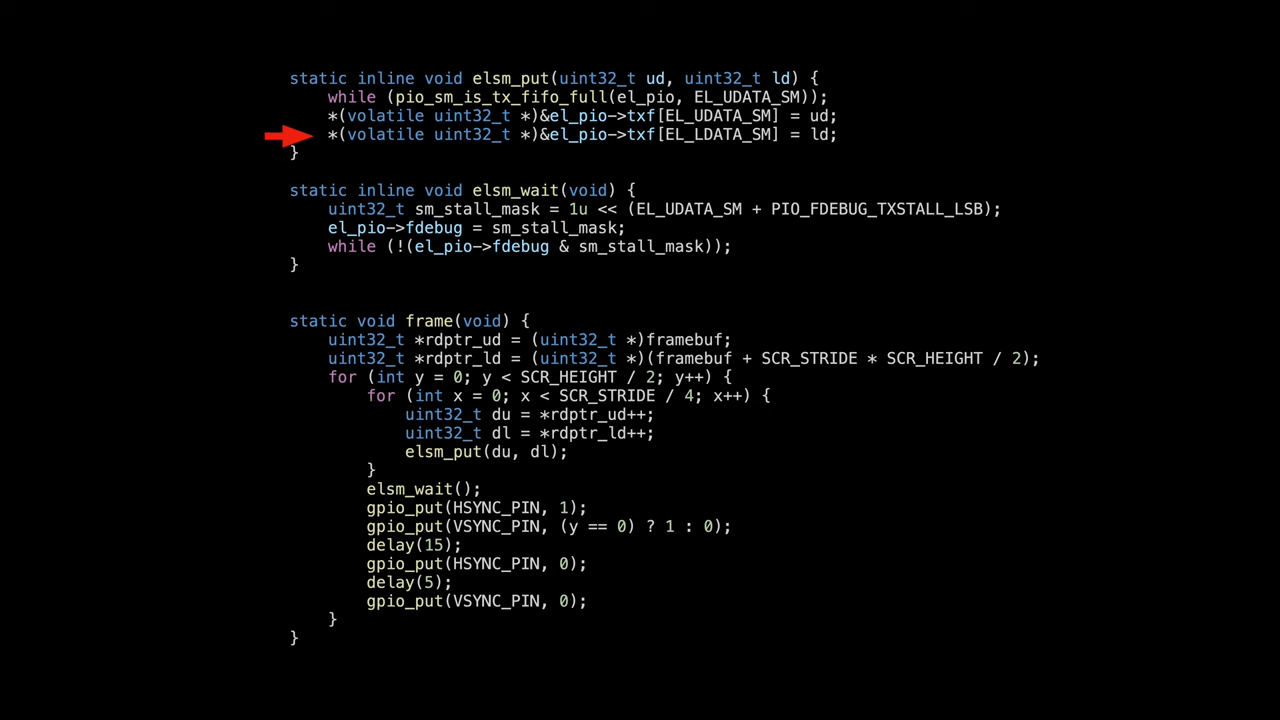 static inline void elsm_put(uint32_t ud, uint32_t ld) {
    while (pio_sm_is_tx_fifo_full(el_pio, EL_UDATA_SM));
    *(volatile uint32_t *)&el_pio->txf[EL_UDATA_SM] = ud;
    *(volatile uint32_t *)&el_pio->txf[EL_LDATA_SM] = ld;
}
static inline void elsm_wait(void) {
    uint32_t sm_stall_mask = 1u << (EL_UDATA_SM + PIO_FDEBUG_TXSTALL_LSB);
    el_pio->fdebug = sm_stall_mask;
    while (!(el_pio->fdebug & sm_stall_mask));
}
static void frame(void) {
    uint32_t *rdptr_ud = (uint32_t *)framebuf;
    uint32_t *rdptr_ld = (uint32_t *)(framebuf + SCR_STRIDE * SCR_HEIGHT / 2);
    for (int y = 0; y < SCR_HEIGHT / 2; y++) {
        for (int x = 0; x < SCR_STRIDE / 4; x++) {
            uint32_t du = *rdptr_ud++;
            uint32_t dl = *rdptr_ld++;
            elsm_put(du, dl);
        }
        elsm_wait();
        gpio_put(HSYNC_PIN, 1);
        gpio_put(VSYNC_PIN, (y == 0) ? 1 : 0);
        delay(15);
        gpio_put(HSYNC_PIN, 0);
        delay(5);
        gpio_put(VSYNC_PIN, 0);
    }
}